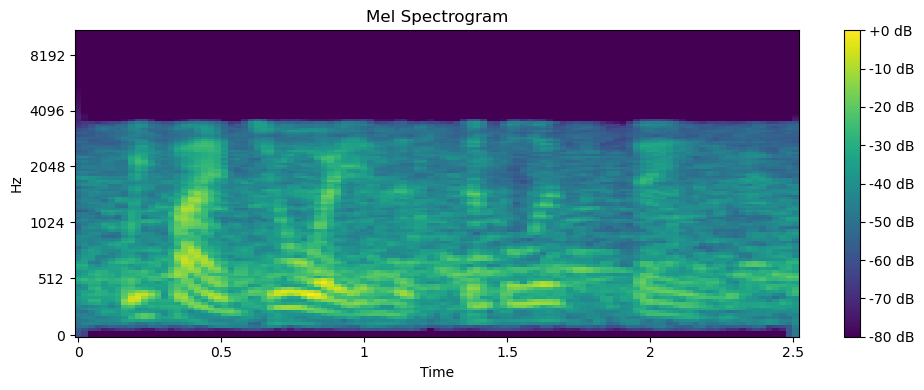 Mel Spectrogram
Hz
8192
4096
2048
1024
512
0
0
0.5
1
1.5
2
2.5
Time
+0 dB
-10 dB
-20 dB
-30 dB
-40 dB
-50 dB
-60 dB
-70 dB
-80 dB